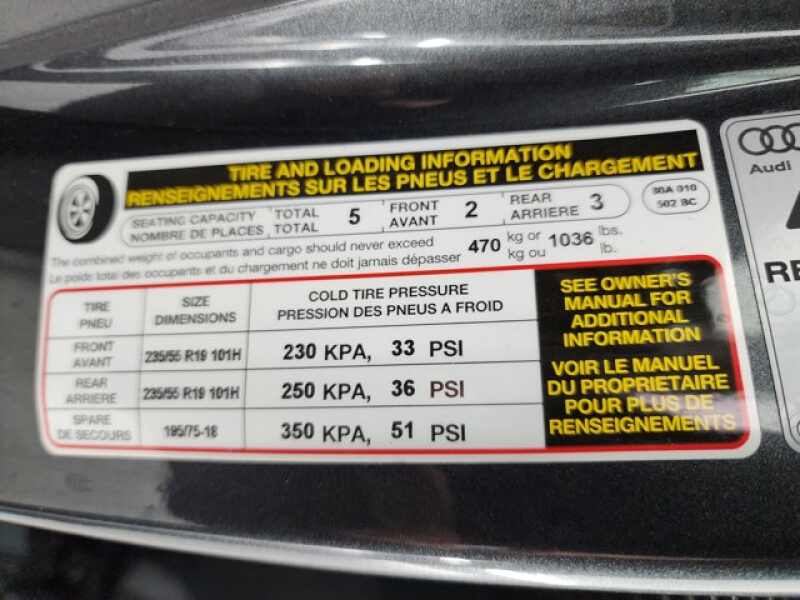 TIRE AND LOADING INFORMATION
RENSEIGNEMENTS SUR LES PNEUS ET LE CHARGEMENT
SEATING CAPACITY TOTAL 5 FRONT 2 REAR 3
NOMBRE DE PLACES TOTAL AVANT ARRIERE
80A 010
502 BC
The combined weight of occupants and cargo should never exceed 470 kg or 1036 lbs.
Le poids total des occupants et du chargement ne doit jamais dépasser kg ou lb.
TIRE SIZE COLD TIRE PRESSURE
PNEU DIMENSIONS PRESSION DES PNEUS A FROID
FRONT
AVANT 235/55 R19 101H 230 KPA, 33 PSI
REAR
ARRIERE 235/55 R19 101H 250 KPA, 36 PSI
SPARE
DE SECOURS 195/75-18 350 KPA, 51 PSI
SEE OWNER'S
MANUAL FOR
ADDITIONAL
INFORMATION
VOIR LE MANUEL
DU PROPRIETAIRE
POUR PLUS DE
RENSEIGNEMENTS
Audi